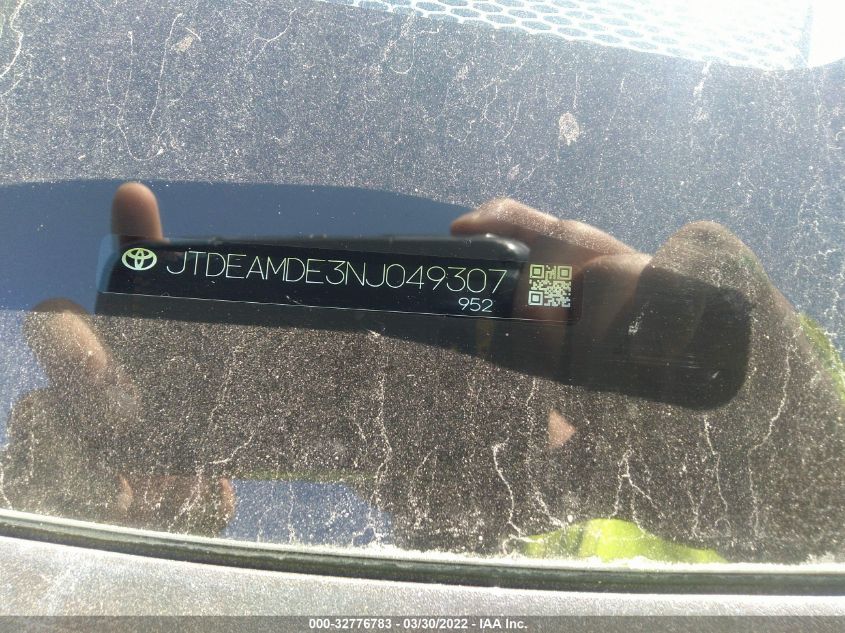 JTDEAMDE3NJ049307
952
000-32776783 - 03/30/2022 - IAA Inc.